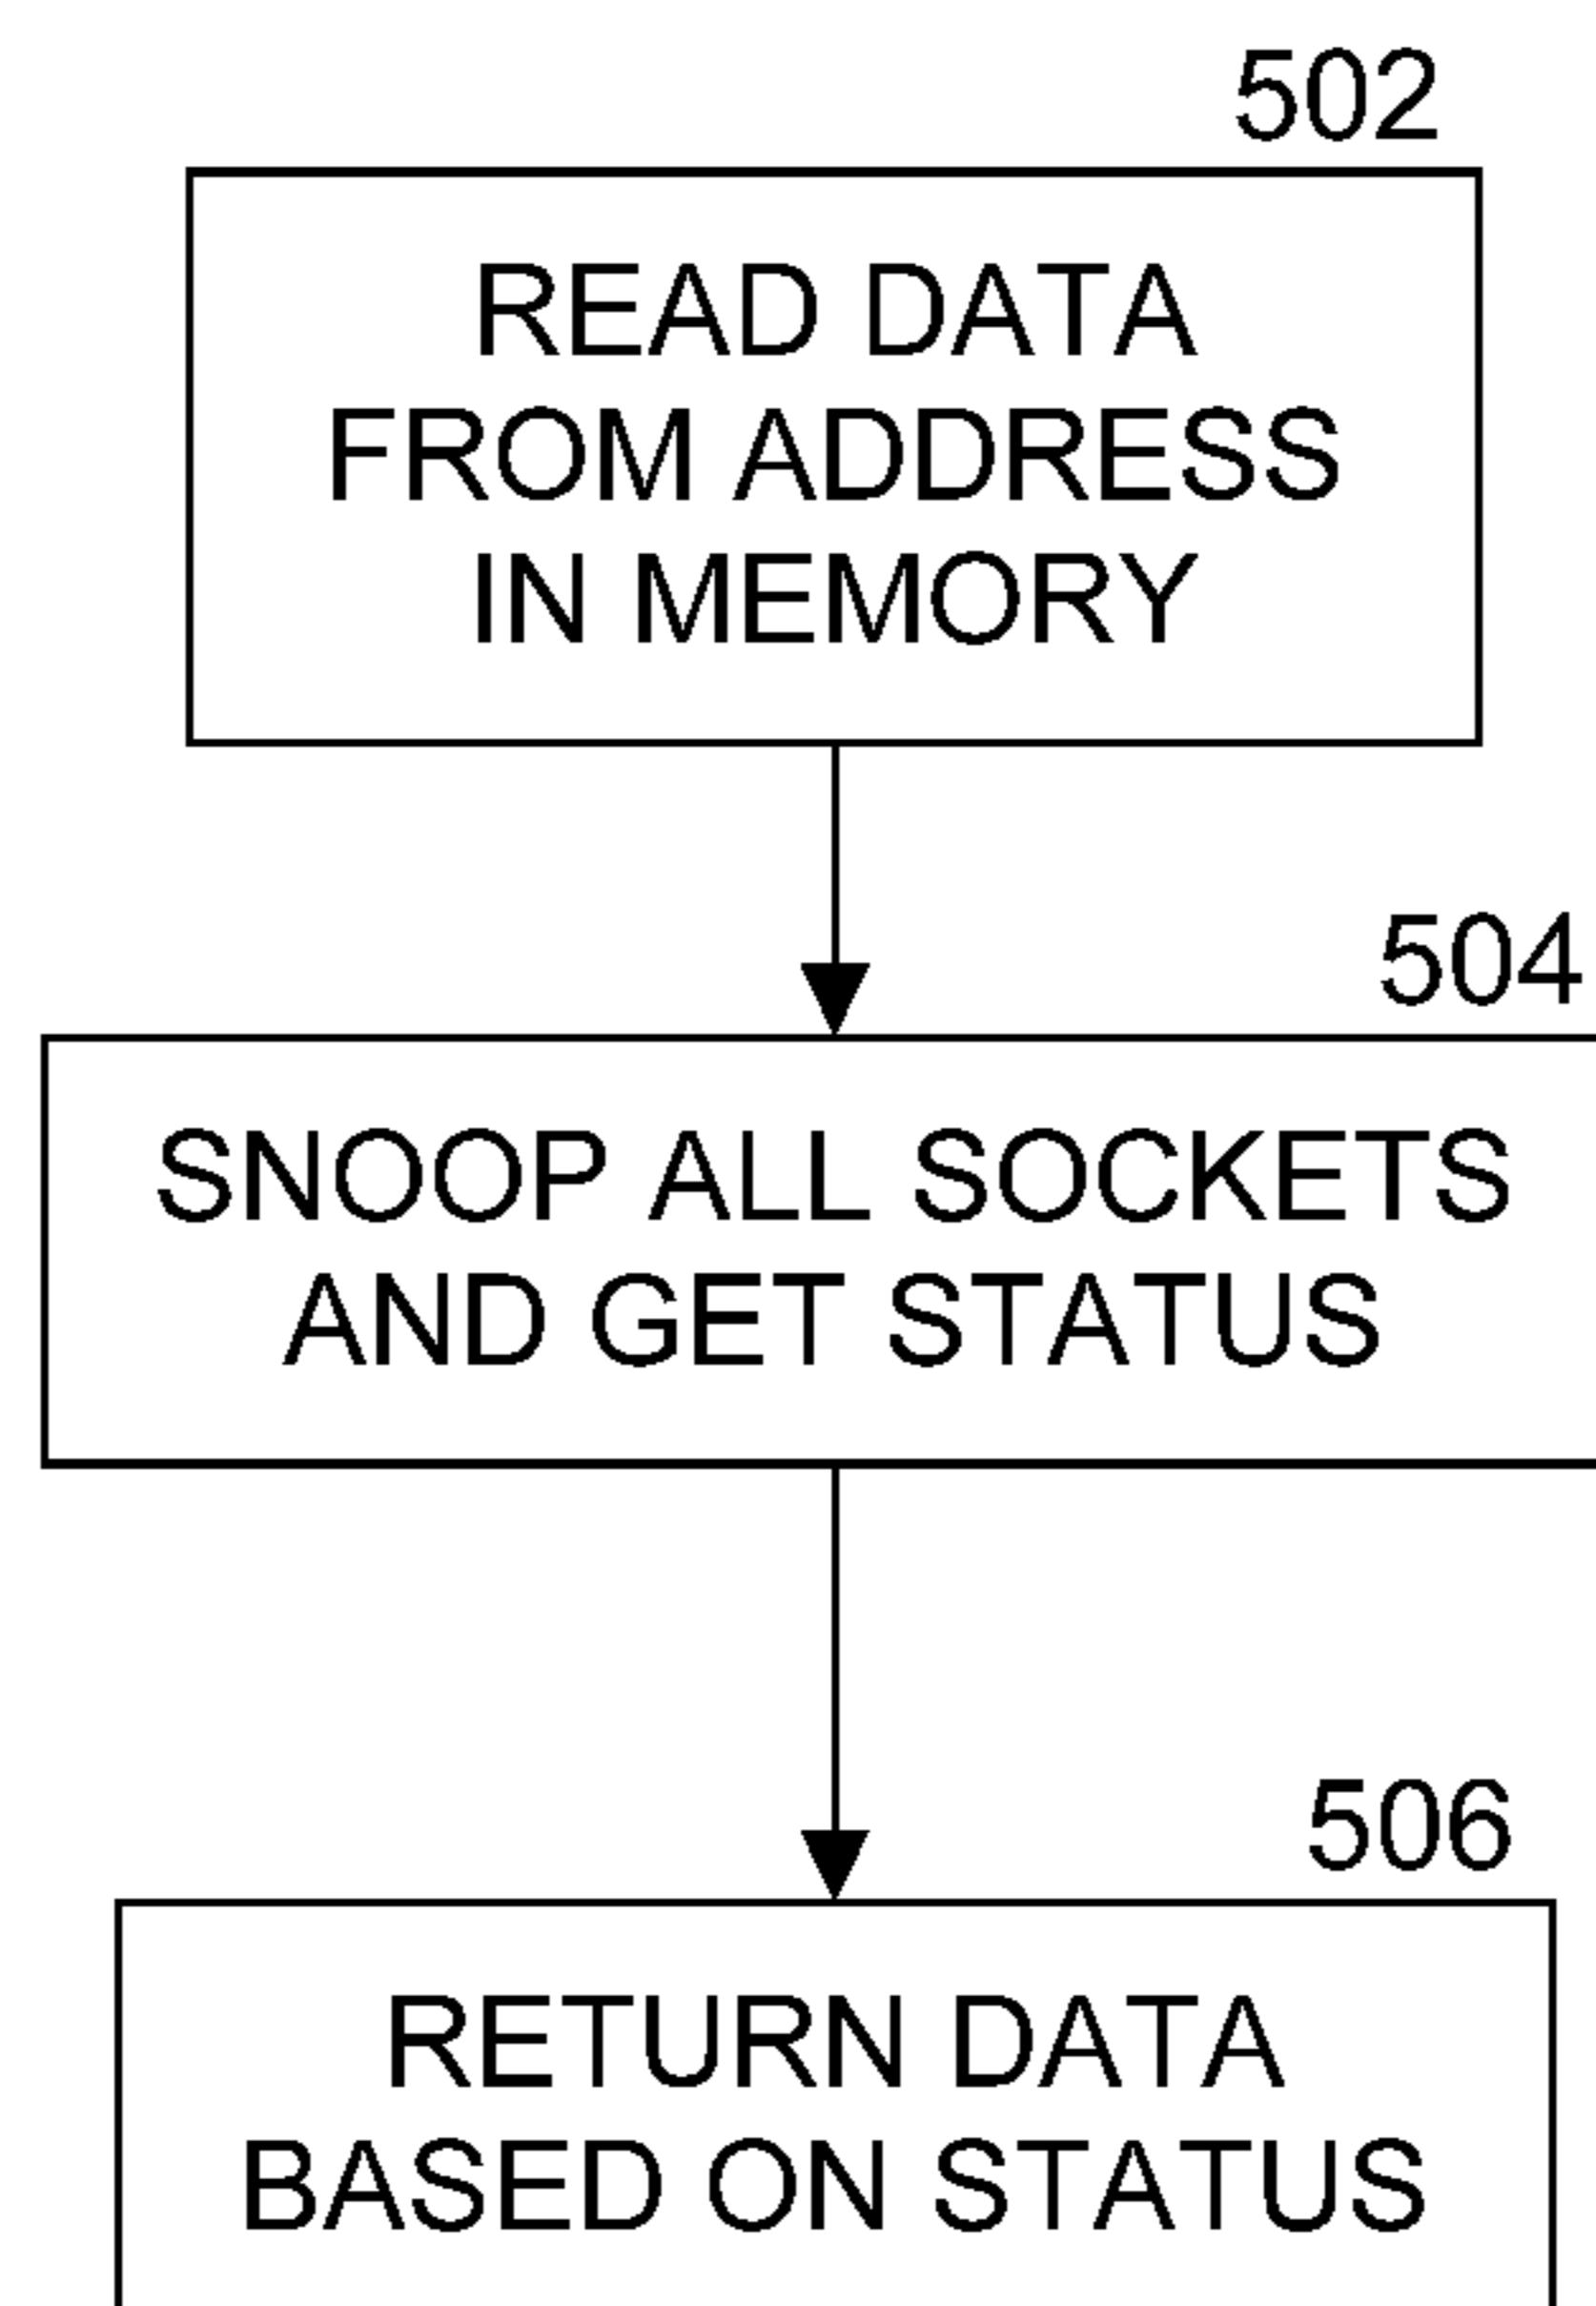 502
READ DATA
FROM ADDRESS
IN MEMORY
504
SNOOP ALL SOCKETS
AND GET STATUS
506
RETURN DATA
BASED ON STATUS